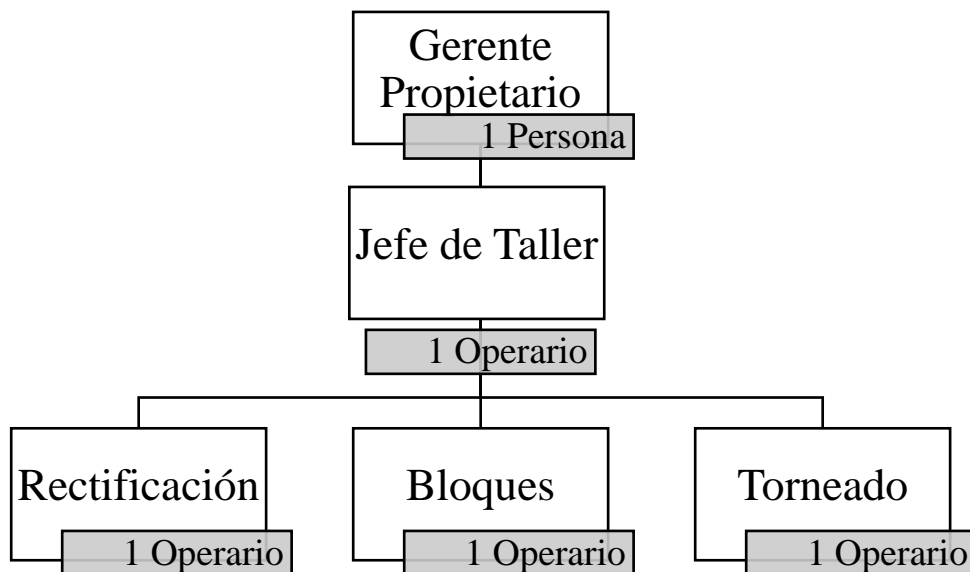 Gerente
Propietario
1 Persona
Jefe de Taller
1 Operario
Rectificación
1 Operario
Bloques
1 Operario
Torneado
1 Operario